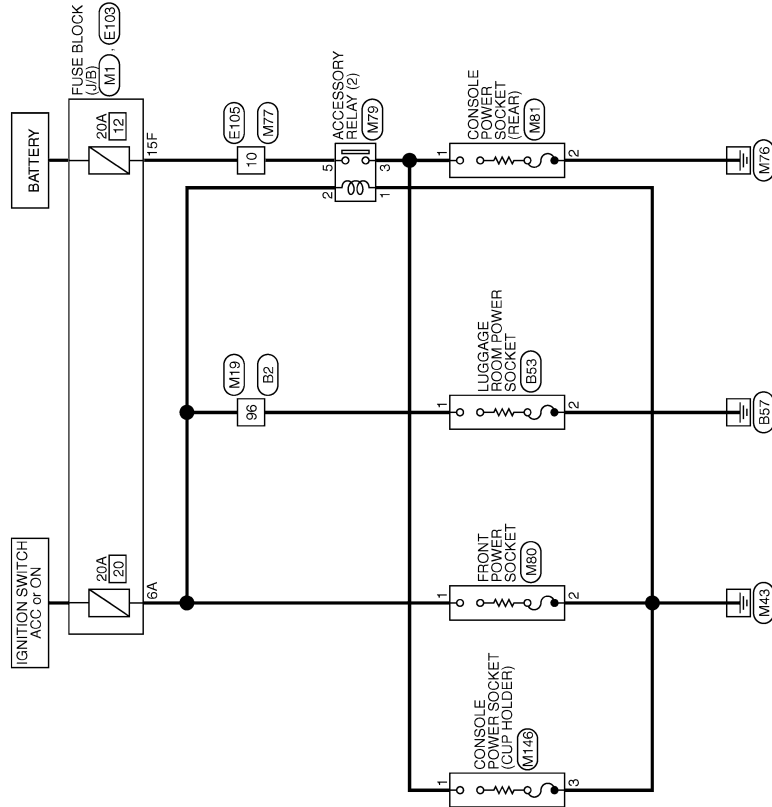 IGNITION SWITCH
ACC or ON
BATTERY
FUSE BLOCK
(J/B)
M1 , E103
20A
20
20A
12
6A
15F
M19
B2
96
E105
M77
10
ACCESSORY
RELAY (2)
M79
2
5
1
3
CONSOLE
POWER SOCKET
(CUP HOLDER)
M146
1
3
FRONT
POWER
SOCKET
M80
1
2
LUGGAGE
ROOM POWER
SOCKET
B53
1
2
CONSOLE
POWER
SOCKET
(REAR)
M81
1
2
M43
B57
M76